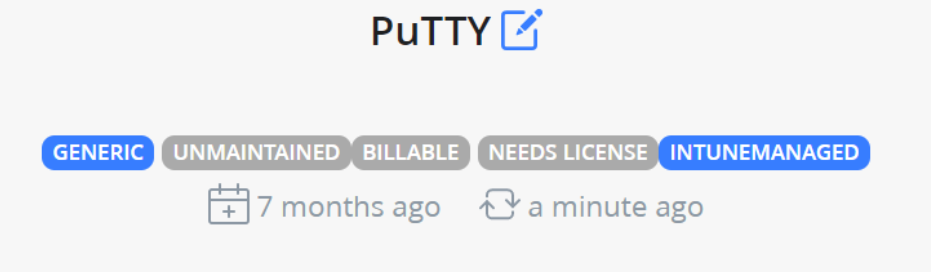 PuTTY
GENERIC UNMAINTAINED BILLABLE NEEDS LICENSE INTUNEMANAGED
7 months ago a minute ago